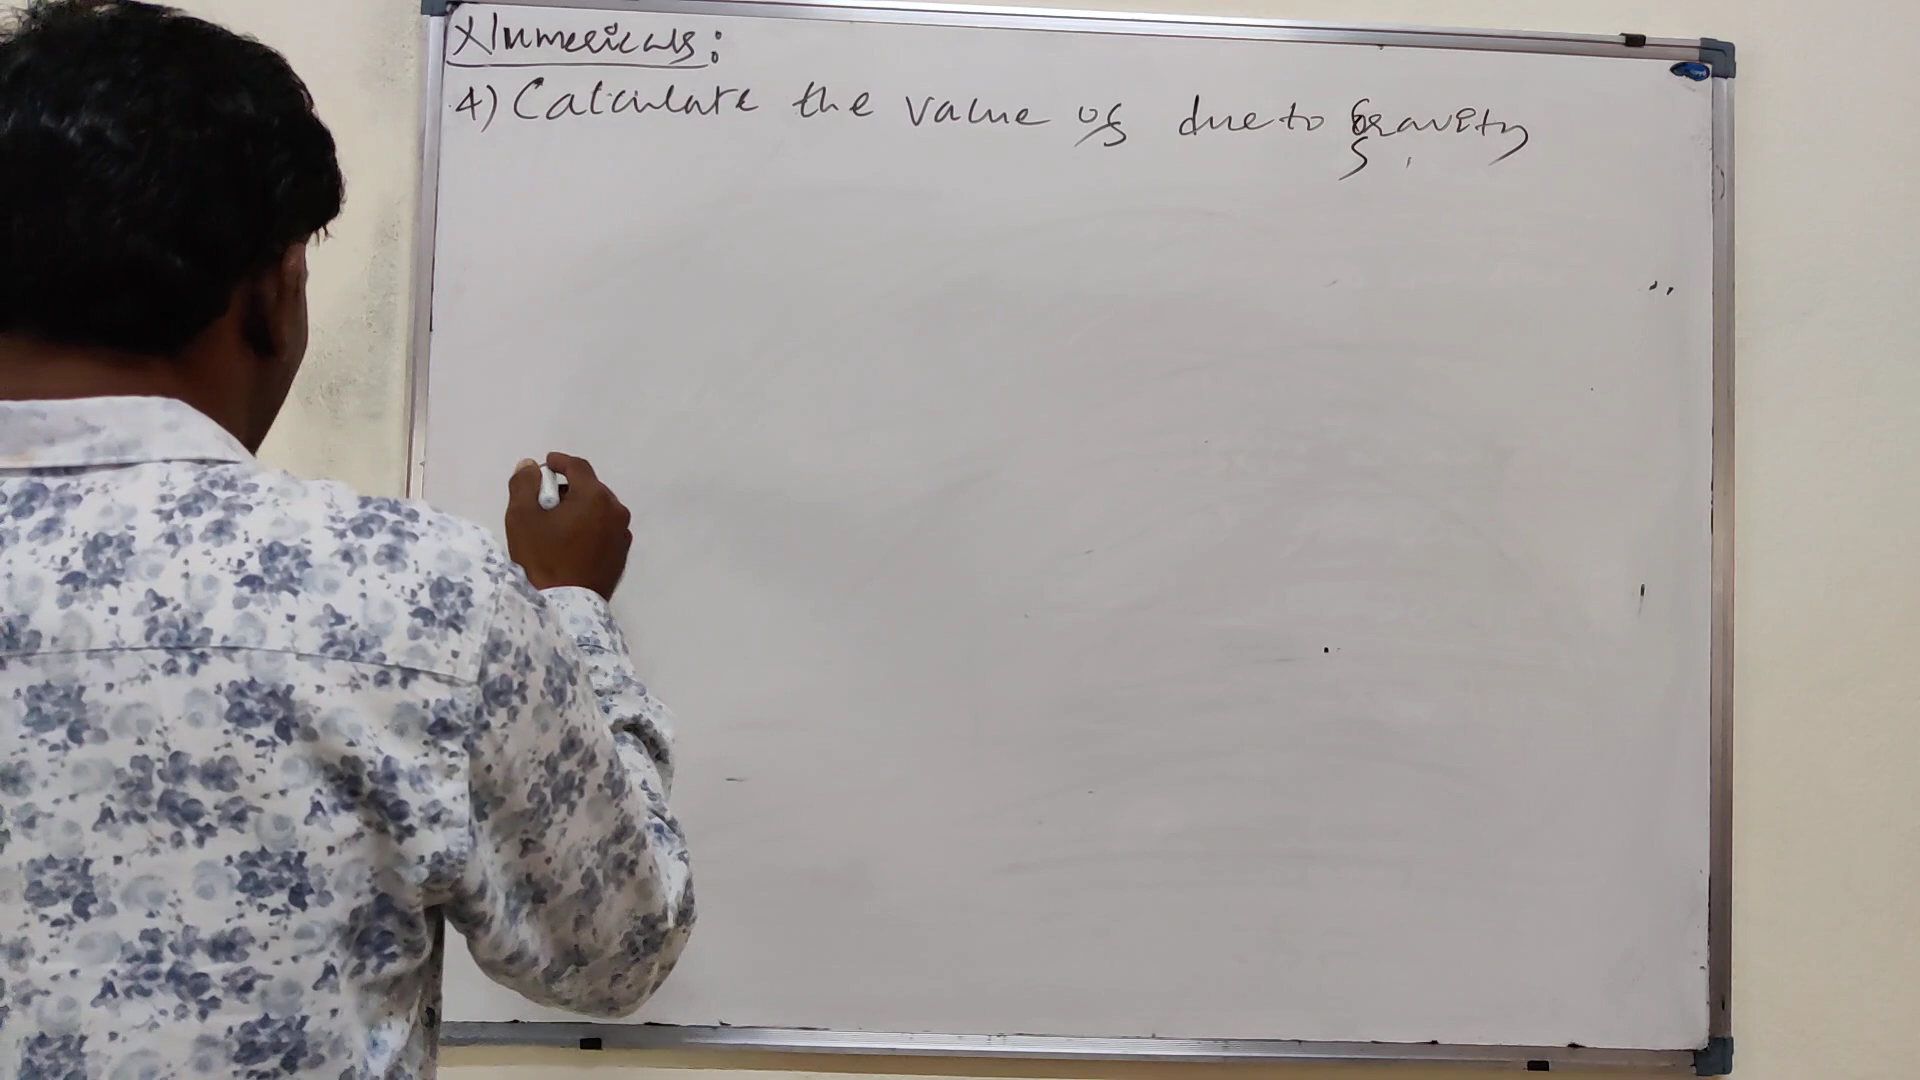 Numericals:
4) Calculate the value of due to Gravity